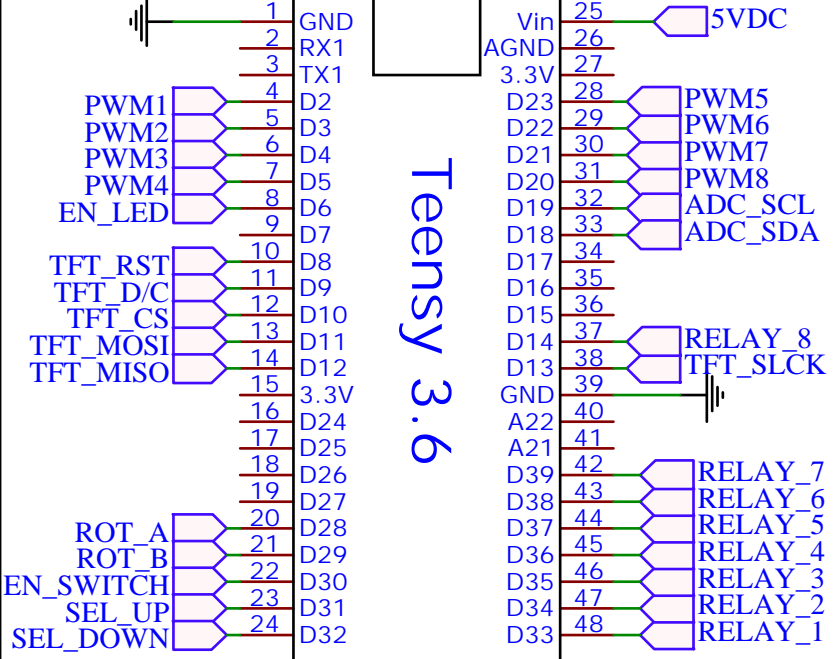 1 GND Vin 25 5VDC
2 RX1 AGND 26
3 TX1 3.3V 27
PWM1 4 D2 D23 28 PWM5
PWM2 5 D3 D22 29 PWM6
PWM3 6 D4 D21 30 PWM7
PWM4 7 D5 D20 31 PWM8
EN_LED 8 D6 D19 32 ADC_SCL
9 D7 D18 33 ADC_SDA
TFT_RST 10 D8 D17 34
TFT_D/C 11 D9 D16 35
TFT_CS 12 D10 D15 36
TFT_MOSI 13 D11 D14 37 RELAY_8
TFT_MISO 14 D12 D13 38 TFT_SLCK
15 3.3V GND 39
16 D24 A22 40
17 D25 A21 41
18 D26 D39 42 RELAY_7
19 D27 D38 43 RELAY_6
ROT_A 20 D28 D37 44 RELAY_5
ROT_B 21 D29 D36 45 RELAY_4
EN_SWITCH 22 D30 D35 46 RELAY_3
SEL_UP 23 D31 D34 47 RELAY_2
SEL_DOWN 24 D32 D33 48 RELAY_1
Teensy 3.6